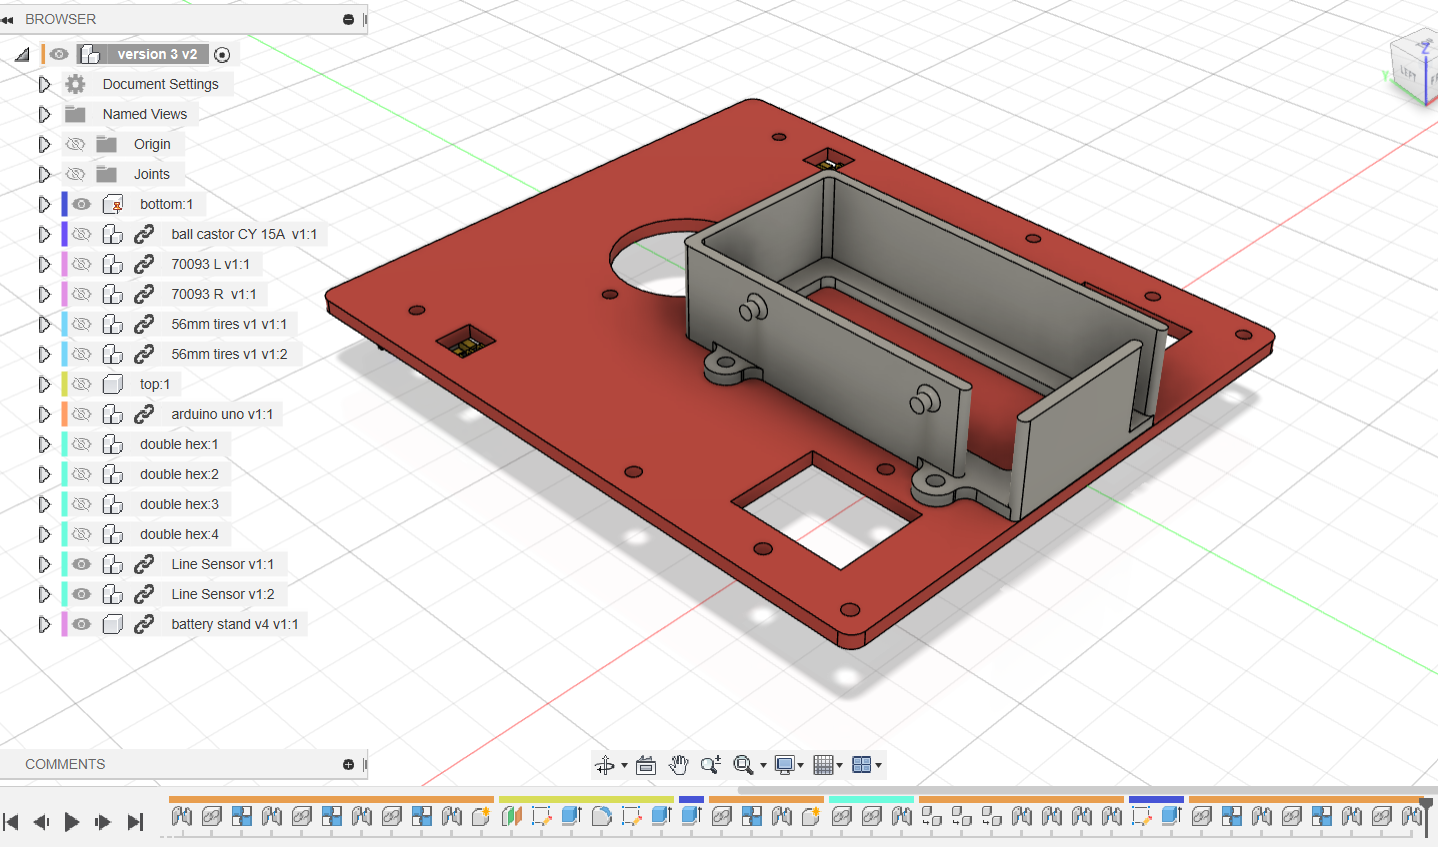 BROWSER
version 3 v2
Document Settings
Named Views
Origin
Joints
bottom:1
ball castor CY 15A v1:1
70093 L v1:1
70093 R v1:1
56mm tires v1 v1:1
56mm tires v1 v1:2
top:1
arduino uno v1:1
double hex:1
double hex:2
double hex:3
double hex:4
Line Sensor v1:1
Line Sensor v1:2
battery stand v4 v1:1
COMMENTS
Z
Y
LEFT